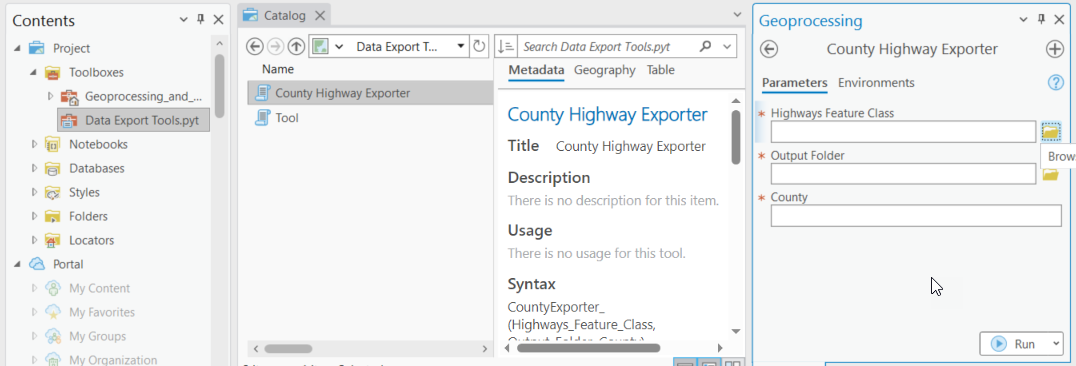 Contents
Project
Toolboxes
Geoprocessing_and_...
Data Export Tools.pyt
Notebooks
Databases
Styles
Folders
Locators
Portal
My Content
My Favorites
My Groups
My Organization
Catalog
Data Export T...
Search Data Export Tools.pyt
Name
County Highway Exporter
Tool
Metadata Geography Table
County Highway Exporter
Title County Highway Exporter
Description
There is no description for this item.
Usage
There is no usage for this tool.
Syntax
CountyExporter_
(Highways_Feature_Class,
Output_Folder, County)
Geoprocessing
County Highway Exporter
Parameters Environments
?
* Highways Feature Class
Brow
* Output Folder
* County
Run